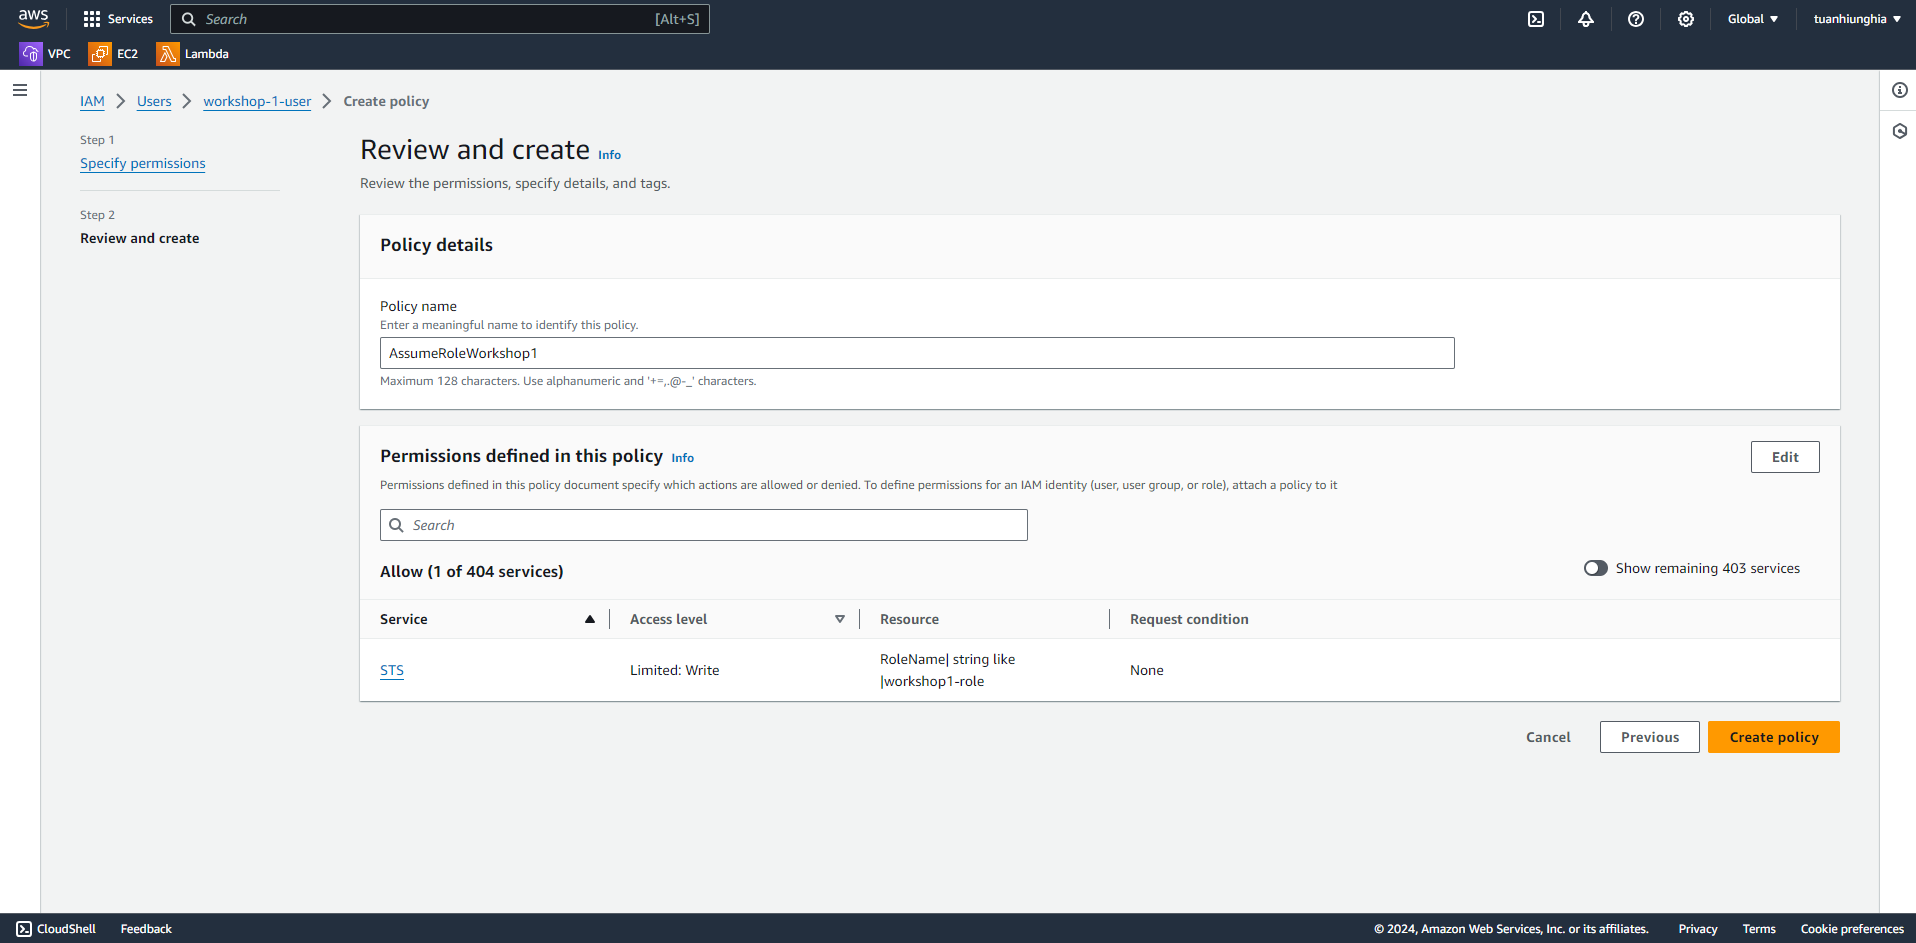 aws
Services
Search
[Alt+S]
Global
tuanhiunghia
VPC
EC2
Lambda
IAM
Users
workshop-1-user
Create policy
Step 1
Specify permissions
Step 2
Review and create
Review and create Info
Review the permissions, specify details, and tags.
Policy details
Policy name
Enter a meaningful name to identify this policy.
AssumeRoleWorkshop1
Maximum 128 characters. Use alphanumeric and '+=,.@-_' characters.
Permissions defined in this policy Info
Edit
Permissions defined in this policy document specify which actions are allowed or denied. To define permissions for an IAM identity (user, user group, or role), attach a policy to it
Search
Allow (1 of 404 services)
Show remaining 403 services
Service
Access level
Resource
Request condition
STS
Limited: Write
RoleName| string like
|workshop1-role
None
Cancel
Previous
Create policy
CloudShell
Feedback
© 2024, Amazon Web Services, Inc. or its affiliates.
Privacy
Terms
Cookie preferences